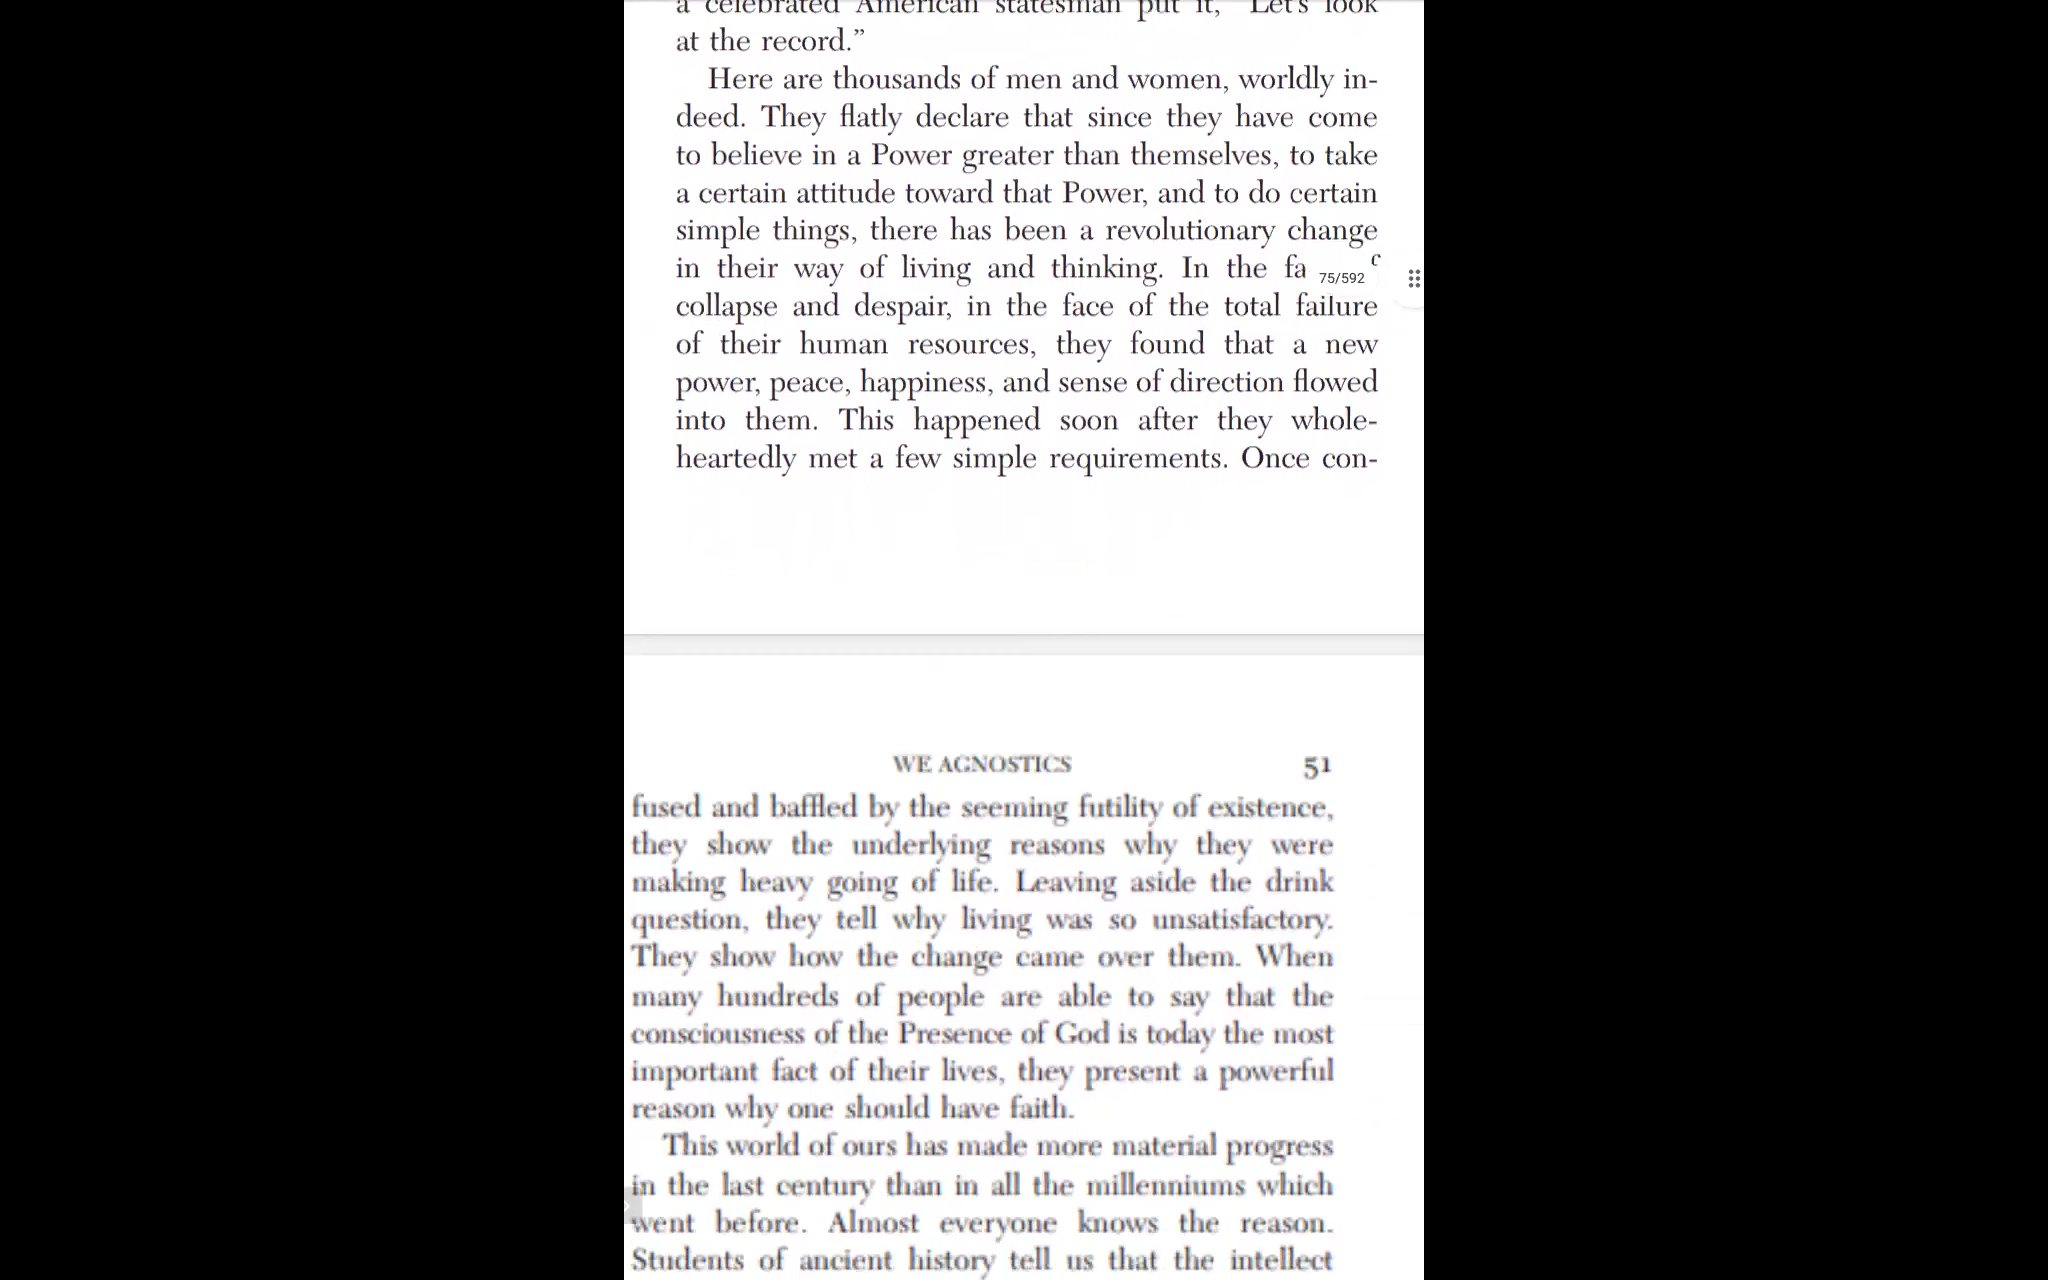 a celebrated American statesman put it, “Let’s look
at the record.”
Here are thousands of men and women, worldly in-
deed. They flatly declare that since they have come
to believe in a Power greater than themselves, to take
a certain attitude toward that Power, and to do certain
simple things, there has been a revolutionary change
in their way of living and thinking. In the fa
75/592
collapse and despair, in the face of the total failure
of their human resources, they found that a new
power, peace, happiness, and sense of direction flowed
into them. This happened soon after they whole-
heartedly met a few simple requirements. Once con-
WE AGNOSTICS 51
fused and baffled by the seeming futility of existence,
they show the underlying reasons why they were
making heavy going of life. Leaving aside the drink
question, they tell why living was so unsatisfactory.
They show how the change came over them. When
many hundreds of people are able to say that the
consciousness of the Presence of God is today the most
important fact of their lives, they present a powerful
reason why one should have faith.
This world of ours has made more material progress
in the last century than in all the millenniums which
went before. Almost everyone knows the reason.
Students of ancient history tell us that the intellect